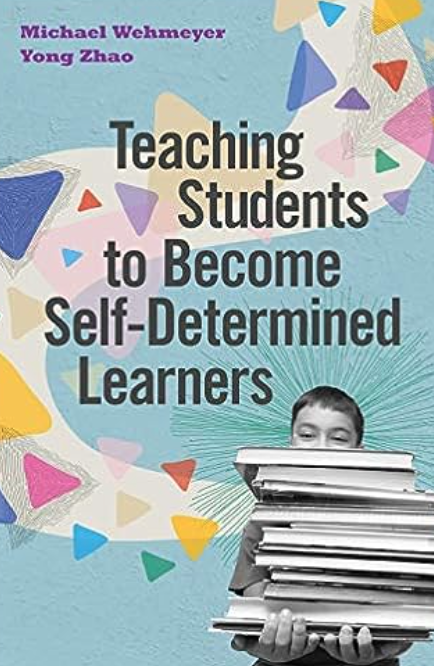 Michael Wehmeyer
Yong Zhao
Teaching
Students
to Become
Self-Determined
Learners